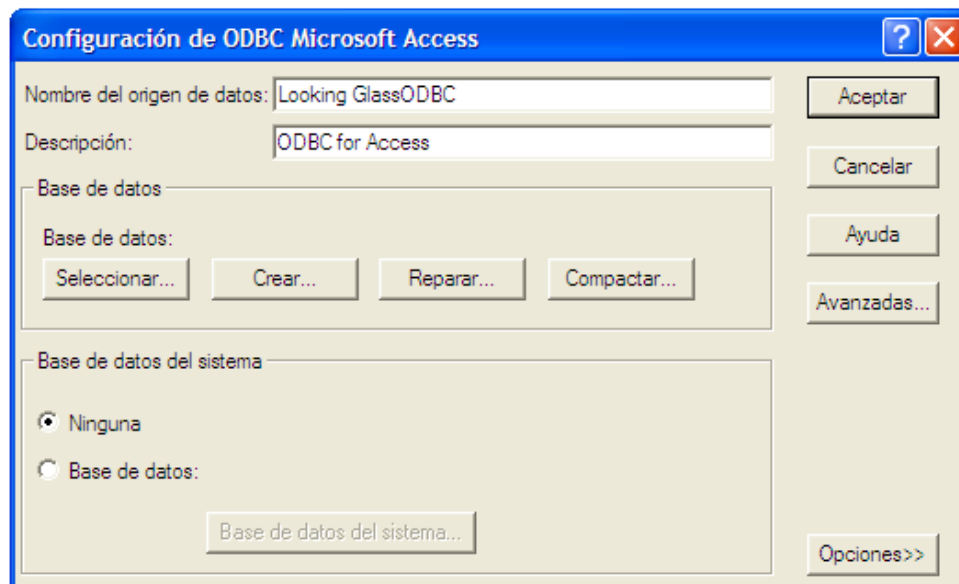 Configuración de ODBC Microsoft Access
Nombre del origen de datos: Looking GlassODBC
Aceptar
Descripción: ODBC for Access
Cancelar
Base de datos
Base de datos:
Ayuda
Seleccionar... Crear... Reparar... Compactar...
Avanzadas...
Base de datos del sistema
Ninguna
Base de datos:
Base de datos del sistema...
Opciones>>